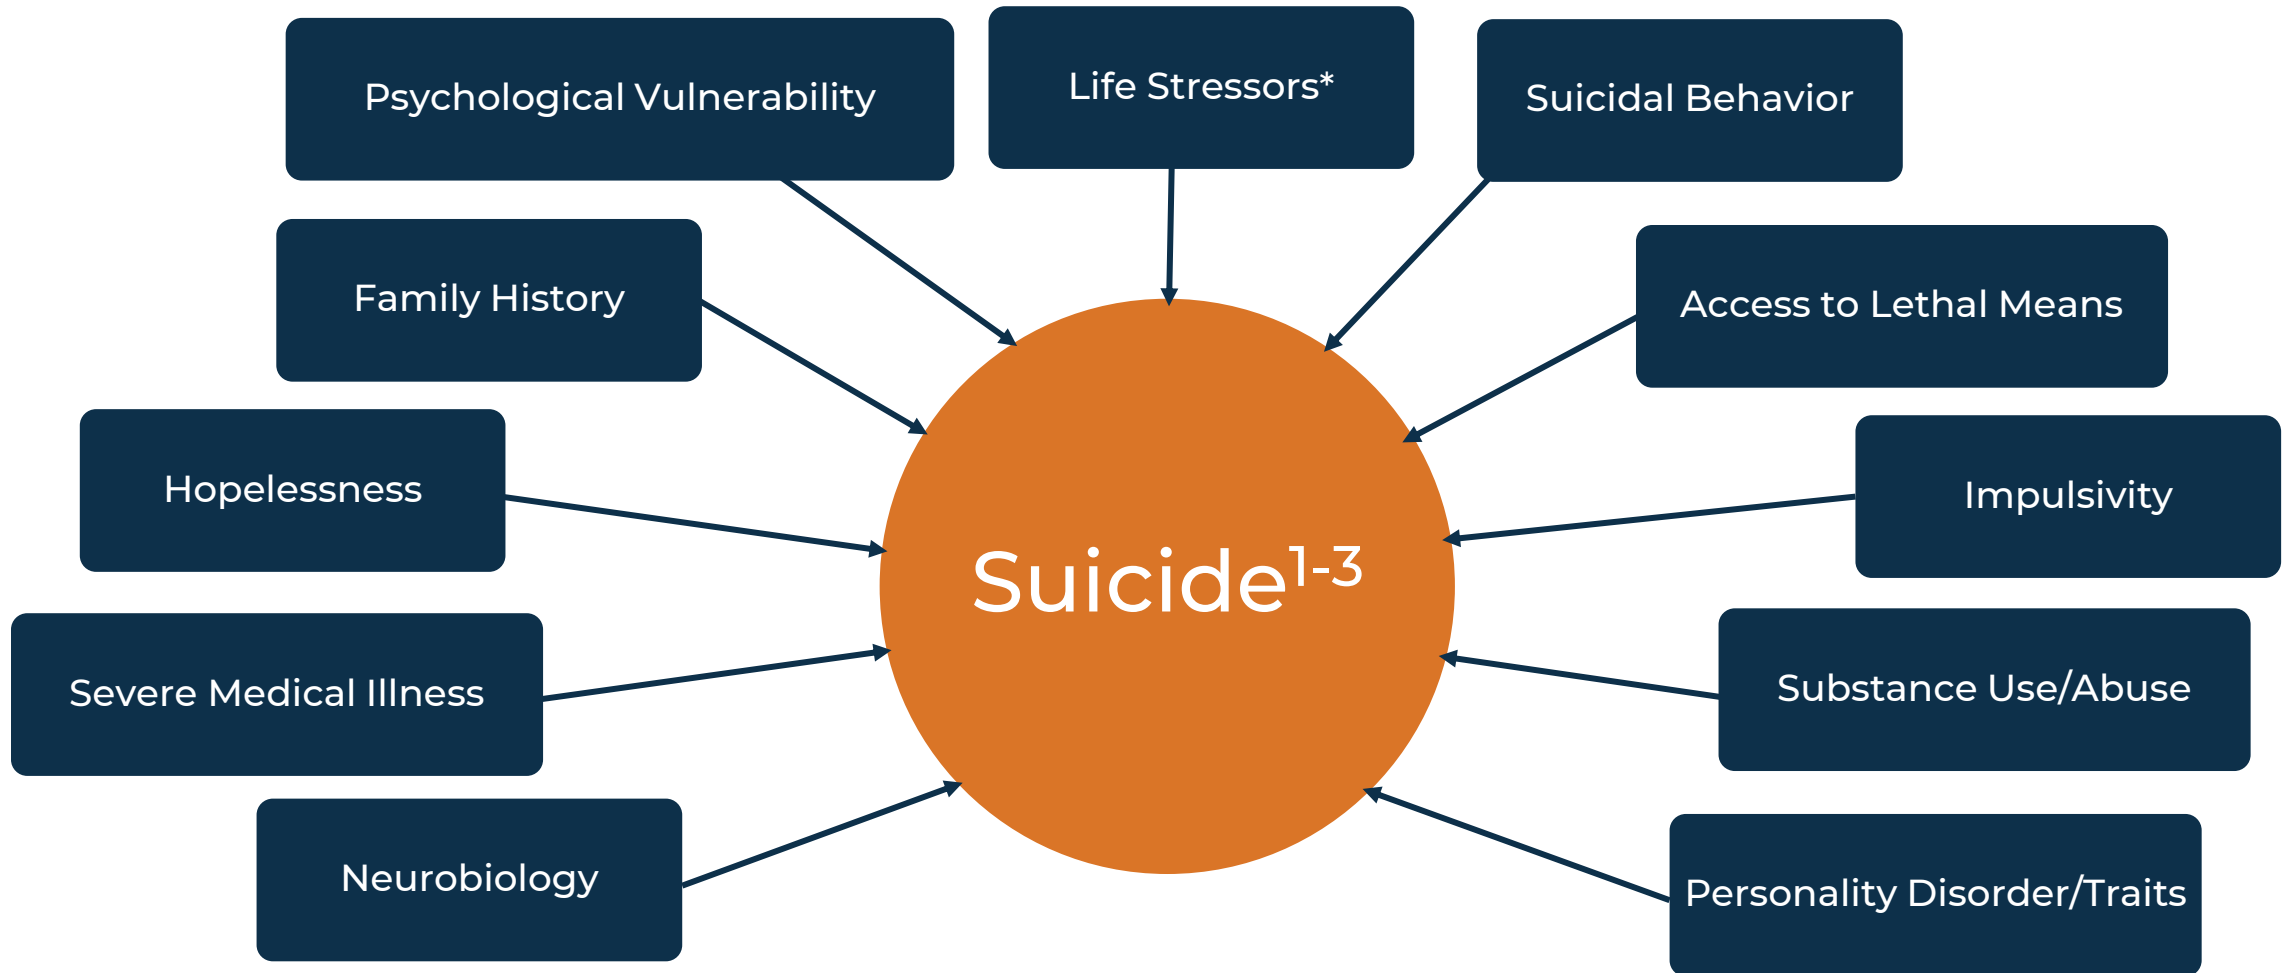 Psychological Vulnerability
Life Stressors*
Suicidal Behavior
Family History
Access to Lethal Means
Hopelessness
Impulsivity
Suicide¹⁻³
Severe Medical Illness
Substance Use/Abuse
Neurobiology
Personality Disorder/Traits